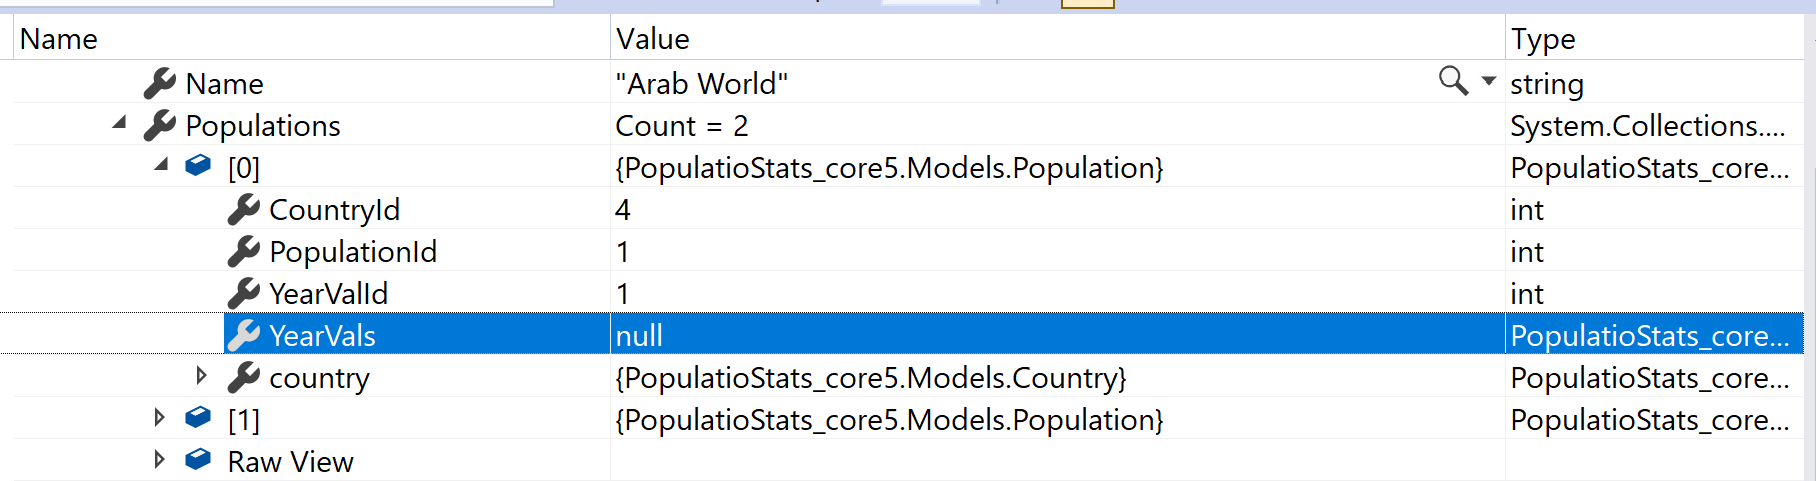 Name Value Type
Name "Arab World" string
Populations Count = 2 System.Collections....
[0] {PopulatioStats_core5.Models.Population} PopulatioStats_core...
CountryId 4 int
PopulationId 1 int
YearValId 1 int
YearVals null PopulatioStats_core...
country {PopulatioStats_core5.Models.Country} PopulatioStats_core...
[1] {PopulatioStats_core5.Models.Population} PopulatioStats_core...
Raw View